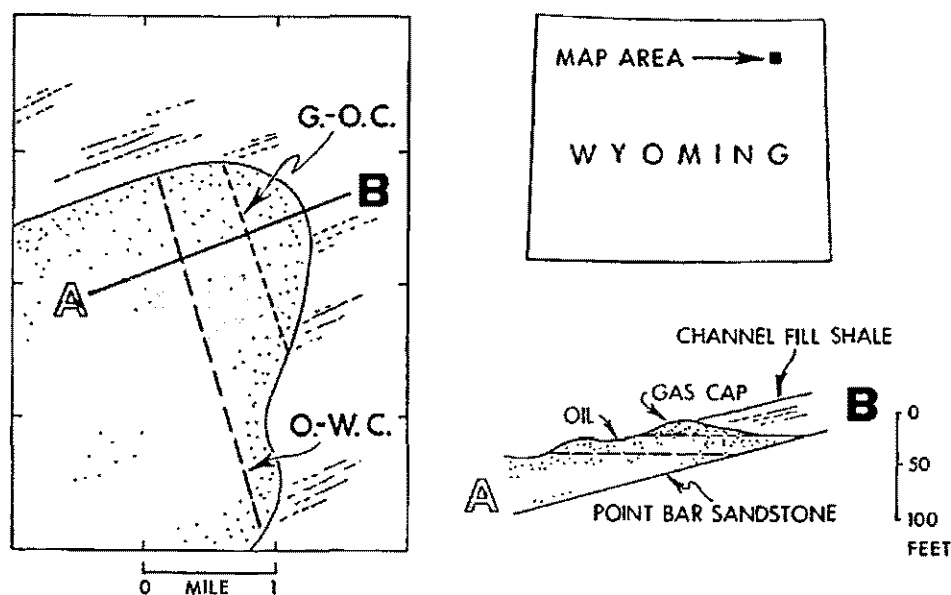 G.-O.C.
B
A
O-W.C.
0 MILE 1
MAP AREA
WYOMING
CHANNEL FILL SHALE
GAS CAP
B
OIL
A
POINT BAR SANDSTONE
0
50
100
FEET